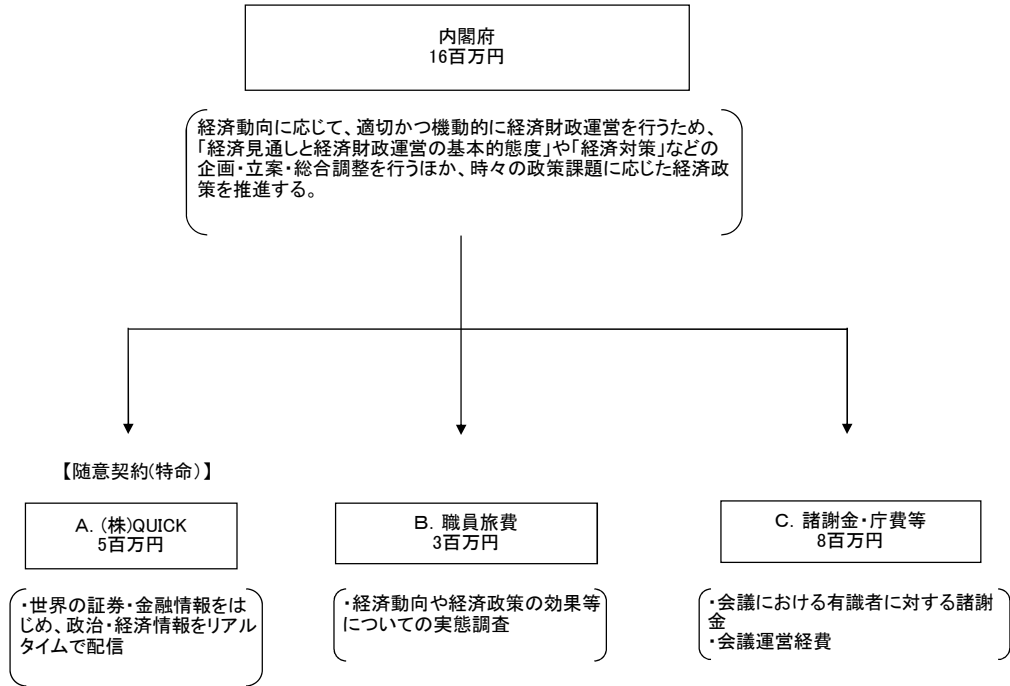 内閣府
16百万円
経済動向に応じて、適切かつ機動的に経済財政運営を行うため、
「経済見通しと経済財政運営の基本的態度」や「経済対策」などの
企画・立案・総合調整を行うほか、時々の政策課題に応じた経済政
策を推進する。
【随意契約(特命)】
A. (株)QUICK
5百万円
B. 職員旅費
3百万円
C. 諸謝金・庁費等
8百万円
・世界の証券・金融情報をは
じめ、政治・経済情報をリアル
タイムで配信
・経済動向や経済政策の効果等
についての実態調査
・会議における有識者に対する諸謝
金
・会議運営経費